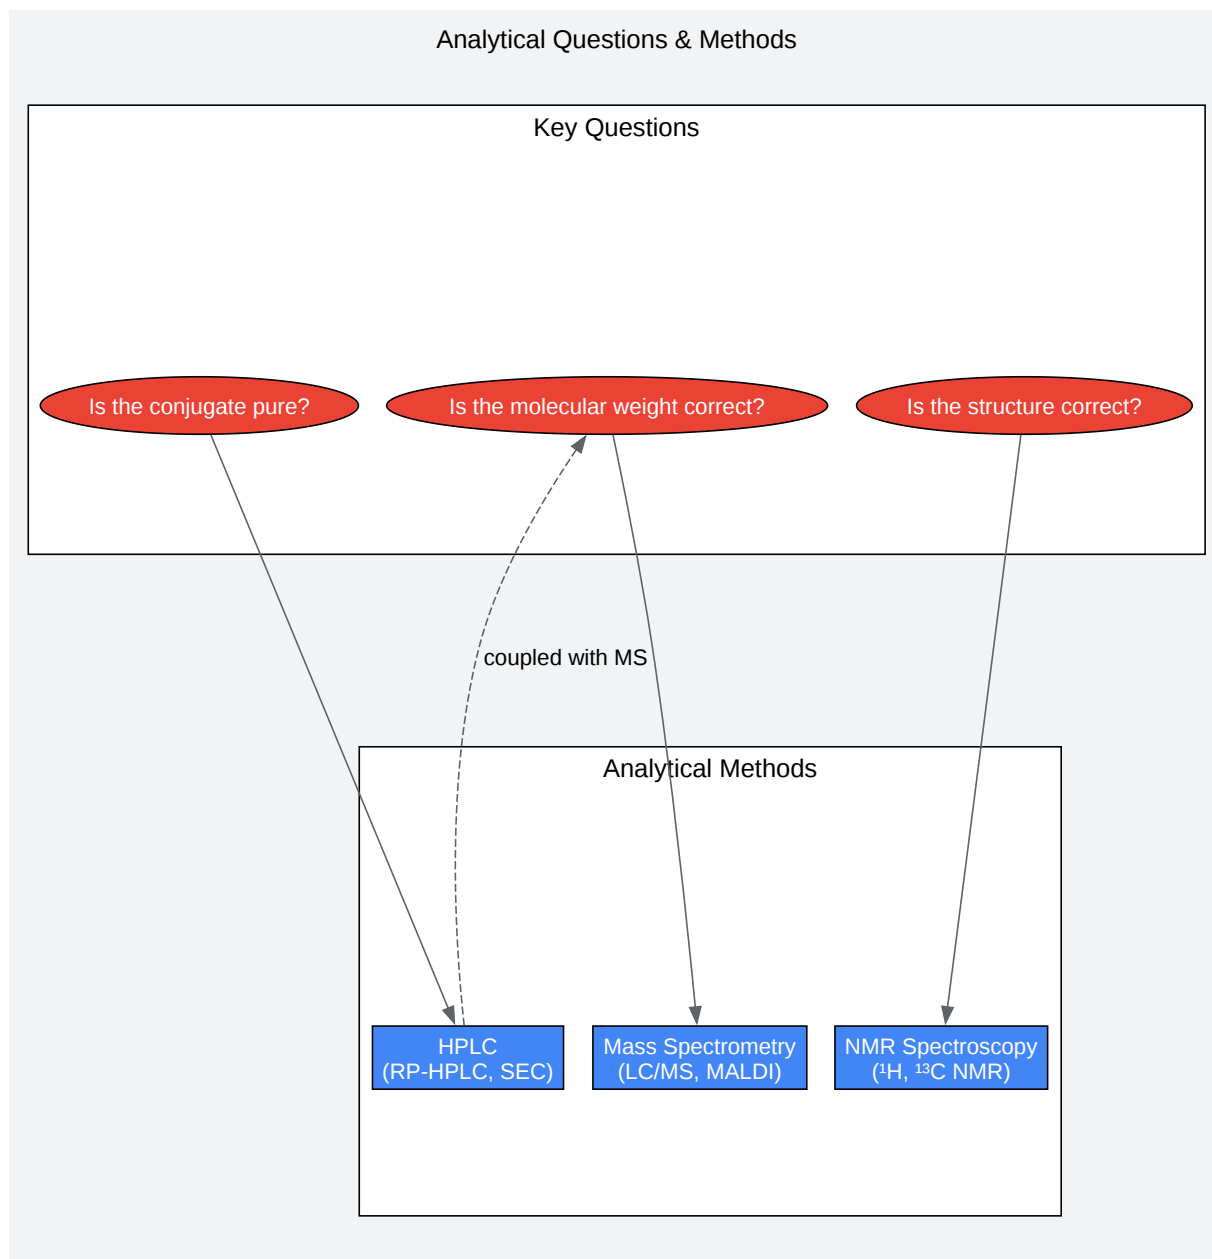 Analytical Questions & Methods
Key Questions
Is the conjugate pure?
Is the molecular weight correct?
Is the structure correct?
coupled with MS
Analytical Methods
HPLC
(RP-HPLC, SEC)
Mass Spectrometry
(LC/MS, MALDI)
NMR Spectroscopy
(¹H, ¹³C NMR)